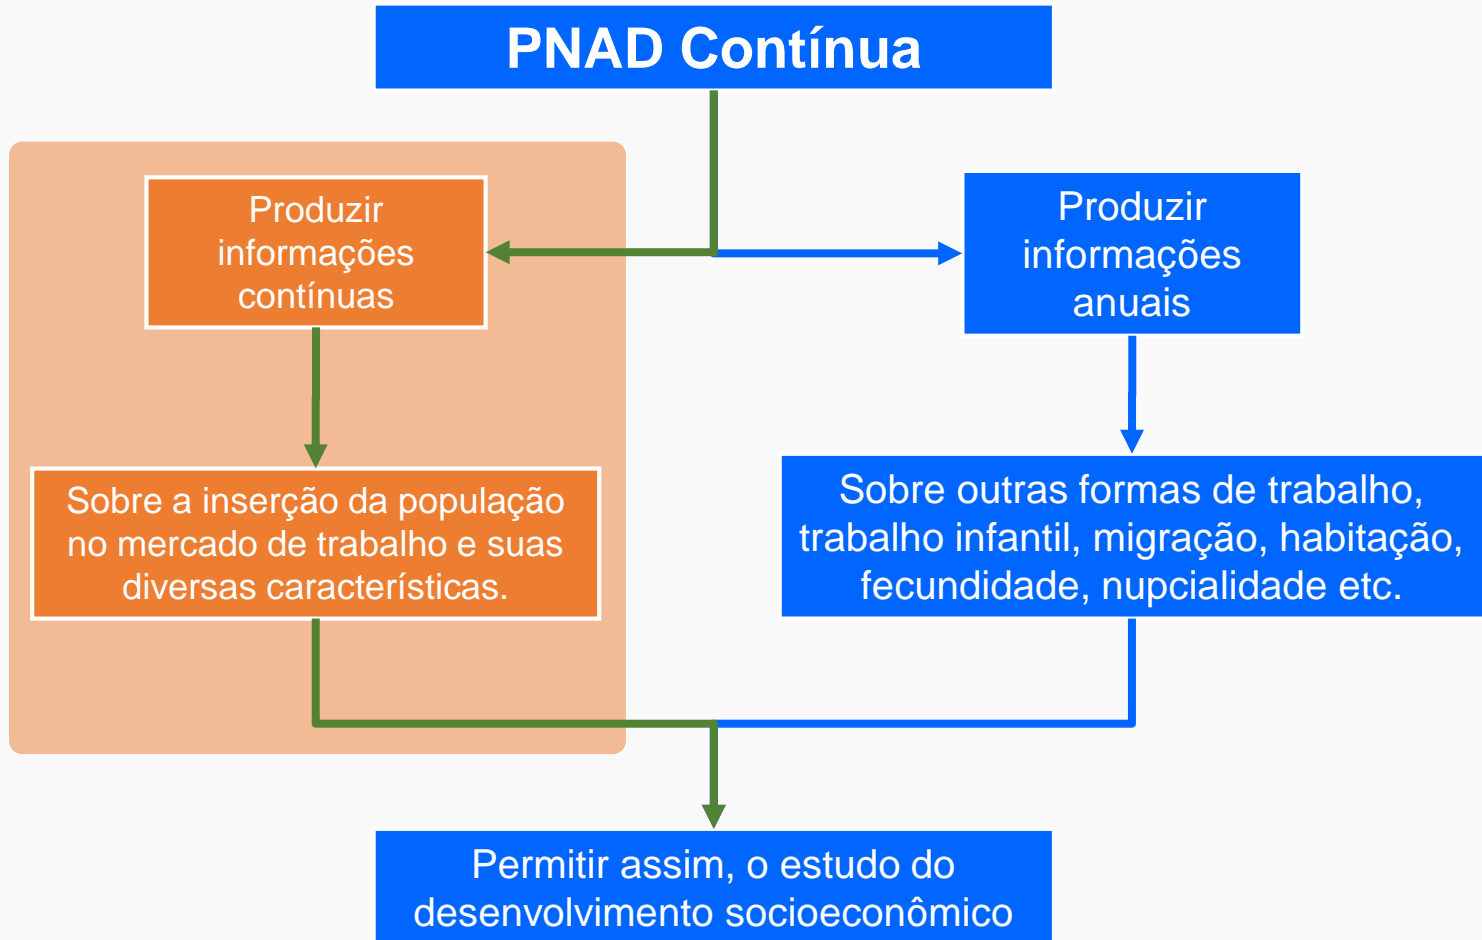 PNAD Contínua
Produzir
informações
contínuas
Produzir
informações
anuais
Sobre a inserção da população
no mercado de trabalho e suas
diversas característícas.
Sobre outras formas de trabalho,
trabalho infantil, migração, habitação,
fecundidade, nupcialidade etc.
Permitir assim, o estudo do
desenvolvimento socioeconômico